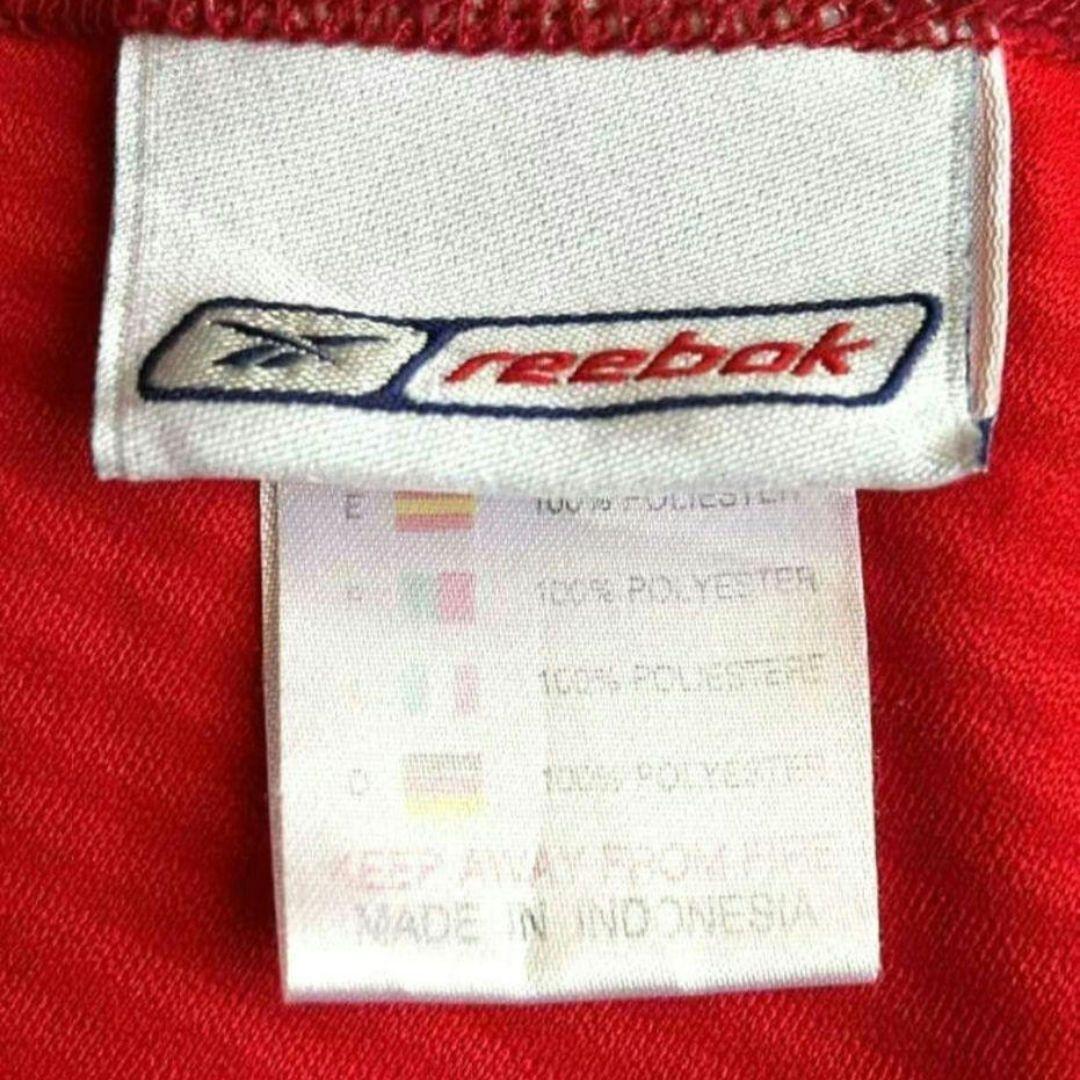 reebok
E 100% POLIESTER
P 100% POLYESTER
100% POLIESTERE
D 100% POLYESTER
KEEP AWAY FROM FIRE
MADE IN INDONESIA